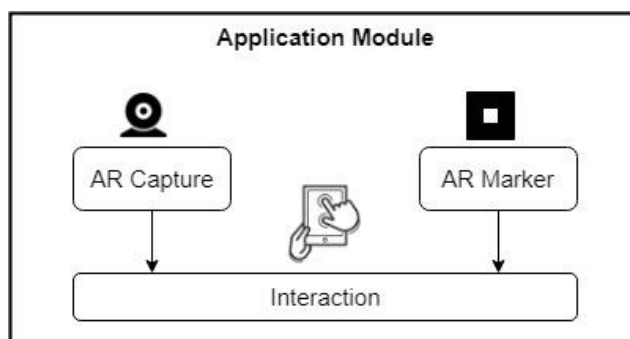 Application Module
AR Capture
AR Marker
Interaction